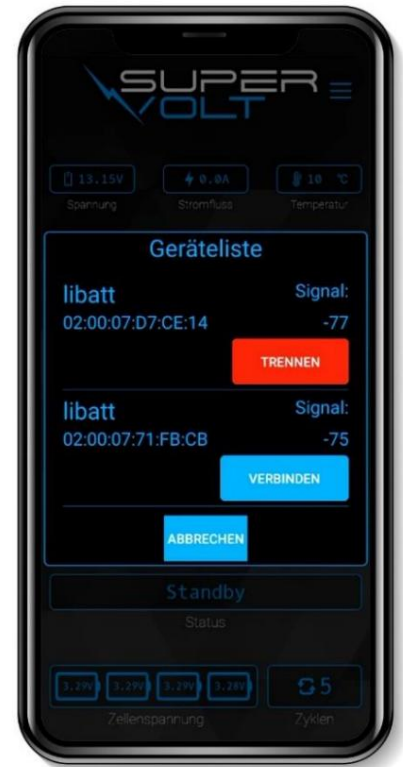 SUPER
VOLT
13.15V 0.0A 10 °C
Spannung Stromfluss Temperatur
Geräteliste
libatt Signal:
02:00:07:D7:CE:14 -77
TRENNEN
libatt Signal:
02:00:07:71:FB:CB -75
VERBINDEN
ABBRECHEN
Standby
Status
3.29V 3.29V 3.29V 3.28V 5
Zellenspannung Zyklen